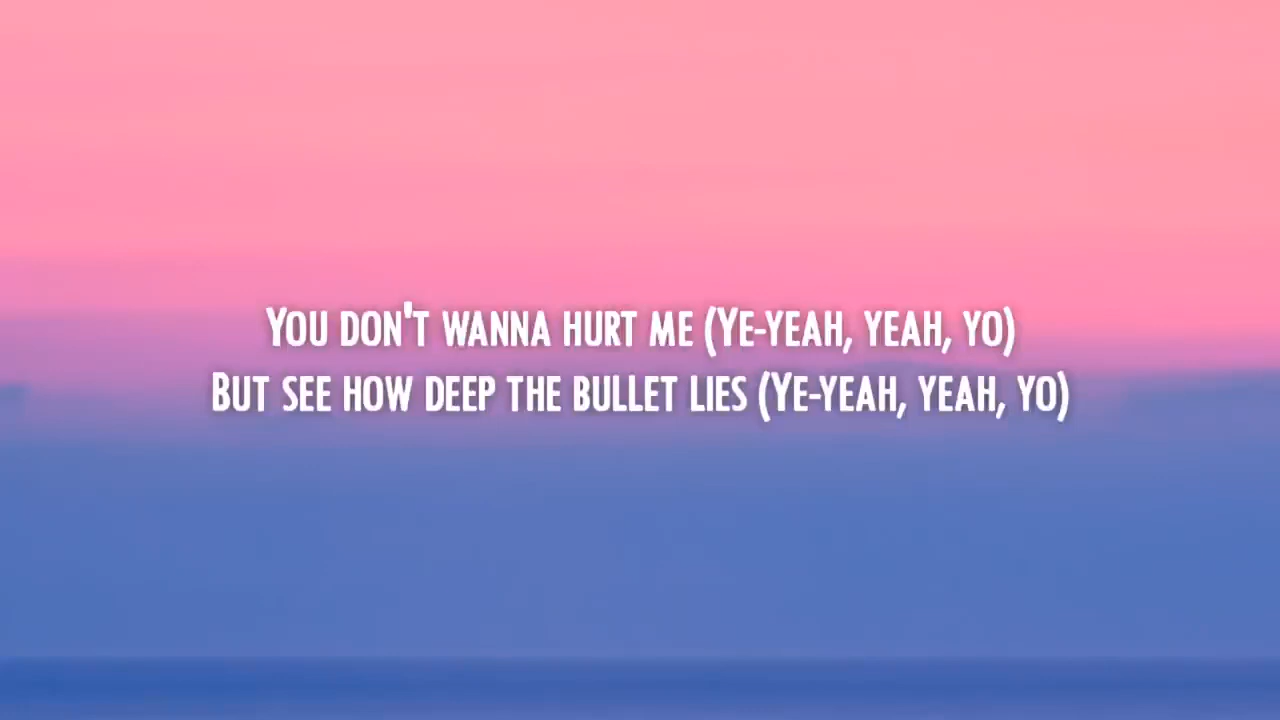 You don't wanna hurt me (Ye-yeah, yeah, yo)
But see how deep the bullet lies (Ye-yeah, yeah, yo)